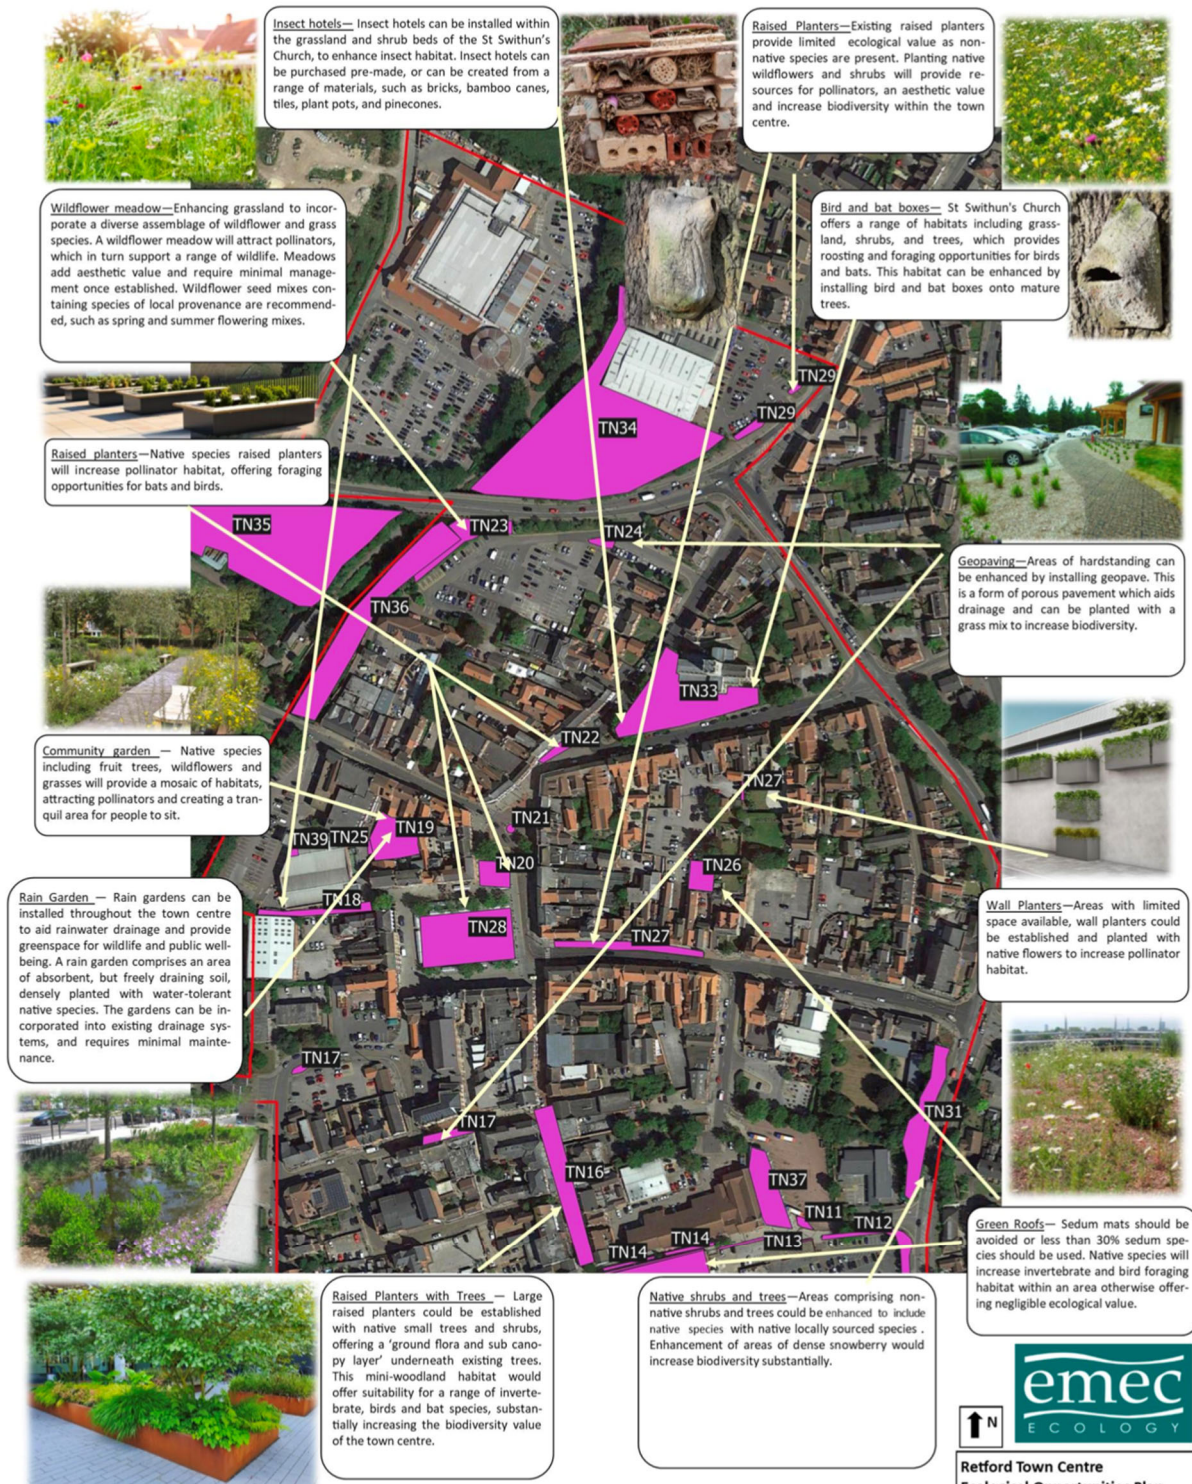 Insect hotels— Insect hotels can be installed within
the grassland and shrub beds of the St Swithun's
Church, to enhance insect habitat. Insect hotels can
be purchased pre-made, or can be created from a
range of materials, such as bricks, bamboo canes,
tiles, plant pots, and pinecones.
Raised Planters—Existing raised planters
provide limited ecological value as non-
native species are present. Planting native
wildflowers and shrubs will provide re-
sources for pollinators, an aesthetic value
and increase biodiversity within the town
centre.
Wildflower meadow—Enhancing grassland to incor-
porate a diverse assemblage of wildflower and grass
species. A wildflower meadow will attract pollinators,
which in turn support a range of wildlife. Meadows
add aesthetic value and require minimal manage-
ment once established. Wildflower seed mixes con-
taining species of local provenance are recommend-
ed, such as spring and summer flowering mixes.
Bird and bat boxes— St Swithun's Church
offers a range of habitats including grass-
land, shrubs, and trees, which provides
roosting and foraging opportunities for birds
and bats. This habitat can be enhanced by
installing bird and bat boxes onto mature
trees.
TN29
TN29
TN34
Raised planters—Native species raised planters
will increase pollinator habitat, offering foraging
opportunities for bats and birds.
TN35
TN23
TN24
Geopaving—Areas of hardstanding can
be enhanced by installing geopave. This
is a form of porous pavement which aids
drainage and can be planted with a
grass mix to increase biodiversity.
TN36
TN33
TN22
Community garden — Native species
including fruit trees, wildflowers and
grasses will provide a mosaic of habitats,
attracting pollinators and creating a tran-
quil area for people to sit.
TN27
TN21
TN39
TN25
TN19
TN20
TN26
Rain Garden — Rain gardens can be
installed throughout the town centre
to aid rainwater drainage and provide
greenspace for wildlife and public well-
being. A rain garden comprises an area
of absorbent, but freely draining soil,
densely planted with water-tolerant
native species. The gardens can be in-
corporated into existing drainage sys-
tems, and requires minimal mainte-
nance.
TN18
TN28
TN27
Wall Planters—Areas with limited
space available, wall planters could
be established and planted with
native flowers to increase pollinator
habitat.
TN17
TN17
TN31
TN16
TN37
TN11
TN12
TN13
TN14
TN14
Green Roofs— Sedum mats should be
avoided or less than 30% sedum spe-
cies should be used. Native species will
increase invertebrate and bird foraging
habitat within an area otherwise offer-
ing negligible ecological value.
Raised Planters with Trees — Large
raised planters could be established
with native small trees and shrubs,
offering a 'ground flora and sub cano-
py layer' underneath existing trees.
This mini-woodland habitat would
offer suitability for a range of inverte-
brate, birds and bat species, substan-
tially increasing the biodiversity value
of the town centre.
Native shrubs and trees—Areas comprising non-
native shrubs and trees could be enhanced to include
native species with native locally sourced species .
Enhancement of areas of dense snowberry would
increase biodiversity substantially.
emec
ECOLOGY
N
Retford Town Centre
Ecological Opportunities Plan